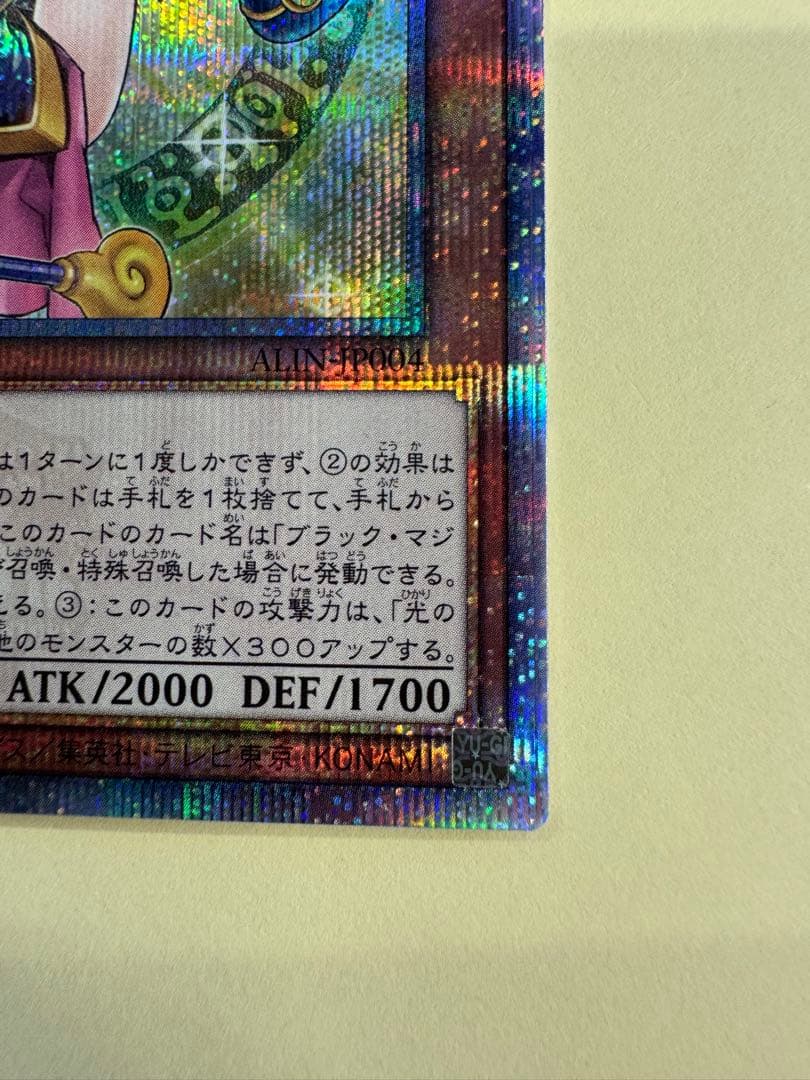 ALIN-JP004
は1ターンに1度しかできず、②の効果は
のカードは手札を1枚捨てて、手札から
このカードのカード名は「ブラック・マジ
召喚・特殊召喚した場合に発動できる。
える。③：このカードの攻撃力は、「光の
他のモンスターの数×300アップする。
ATK/2000 DEF/1700
ス/集英社・テレビ東京・KONAMI
YU-GI